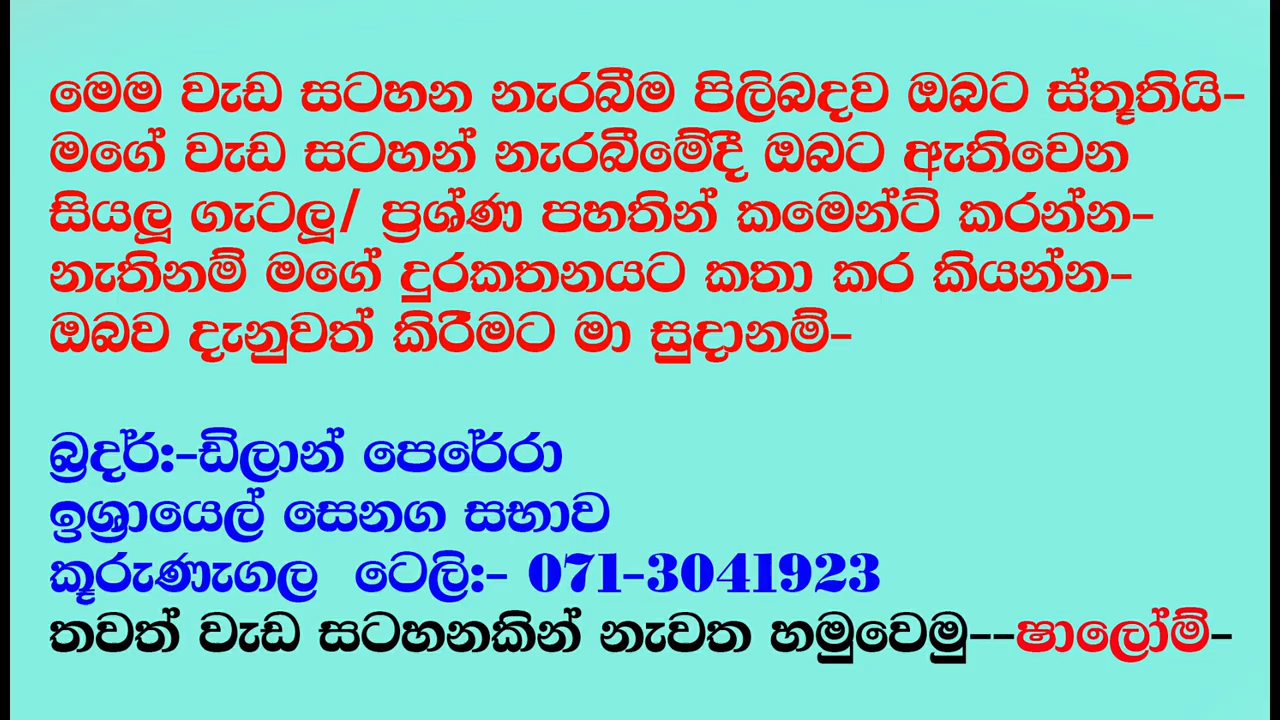 මෙම වැඩ සටහන නැරබීම පිලිබදව ඔබට ස්තූතියි-
මගේ වැඩ සටහන් නැරබීමේදී ඔබට ඇතිවෙන
සියලූ ගැටලූ/ ප්‍රශ්ණ පහතින් කමෙන්ට් කරන්න-
නැතිනම් මගේ දුරකතනයට කතා කර කියන්න-
ඔබව දැනුවත් කිරීමට මා සූදානම්-
බ්‍රදර්:-ඩිලාන් පෙරේරා
ඉශ්‍රායෙල් සෙනග සභාව
කූරුණෑගල ටෙලි:- 071-3041923
තවත් වැඩ සටහනකින් නැවත හමුවෙමු--ෂාලෝම්-